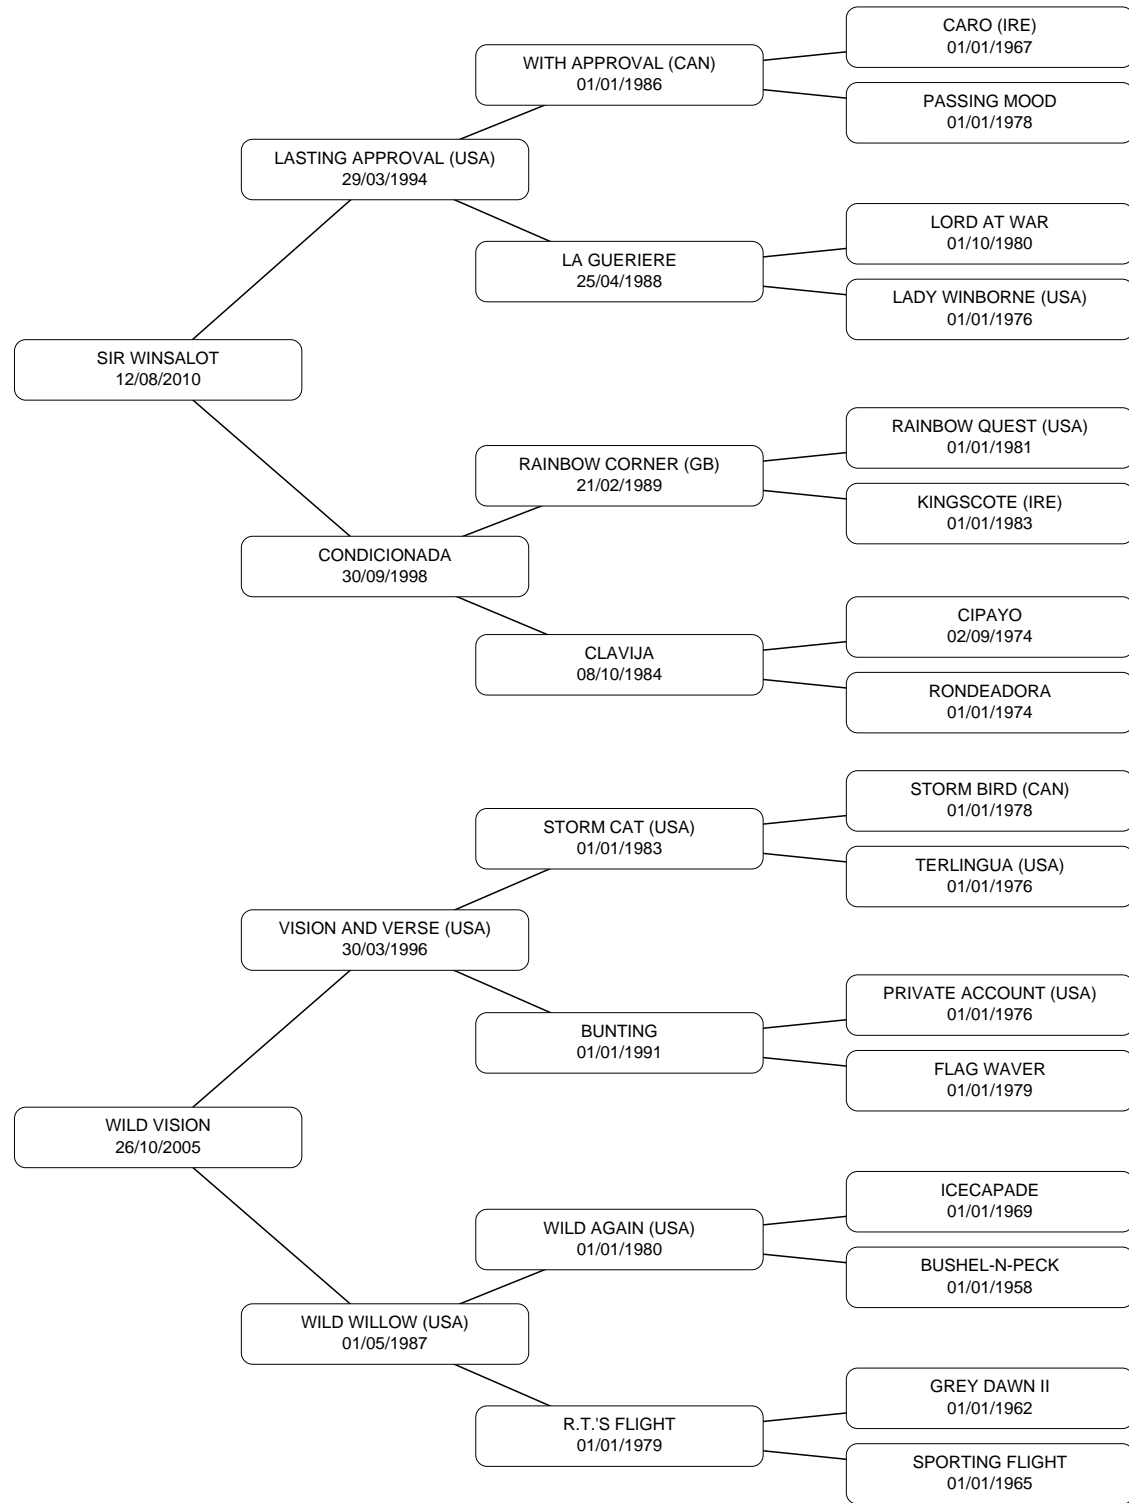 CARO (IRE)
01/01/1967
WITH APPROVAL (CAN)
01/01/1986
PASSING MOOD
01/01/1978
LASTING APPROVAL (USA)
29/03/1994
LORD AT WAR
01/10/1980
LA GUERIERE
25/04/1988
LADY WINBORNE (USA)
01/01/1976
SIR WINSALOT
12/08/2010
RAINBOW QUEST (USA)
01/01/1981
RAINBOW CORNER (GB)
21/02/1989
KINGSCOTE (IRE)
01/01/1983
CONDICIONADA
30/09/1998
CIPAYO
02/09/1974
CLAVIJA
08/10/1984
RONDEADORA
01/01/1974
STORM BIRD (CAN)
01/01/1978
STORM CAT (USA)
01/01/1983
TERLINGUA (USA)
01/01/1976
VISION AND VERSE (USA)
30/03/1996
PRIVATE ACCOUNT (USA)
01/01/1976
BUNTING
01/01/1991
FLAG WAVER
01/01/1979
WILD VISION
26/10/2005
ICECAPADE
01/01/1969
WILD AGAIN (USA)
01/01/1980
BUSHEL-N-PECK
01/01/1958
WILD WILLOW (USA)
01/05/1987
GREY DAWN II
01/01/1962
R.T.'S FLIGHT
01/01/1979
SPORTING FLIGHT
01/01/1965